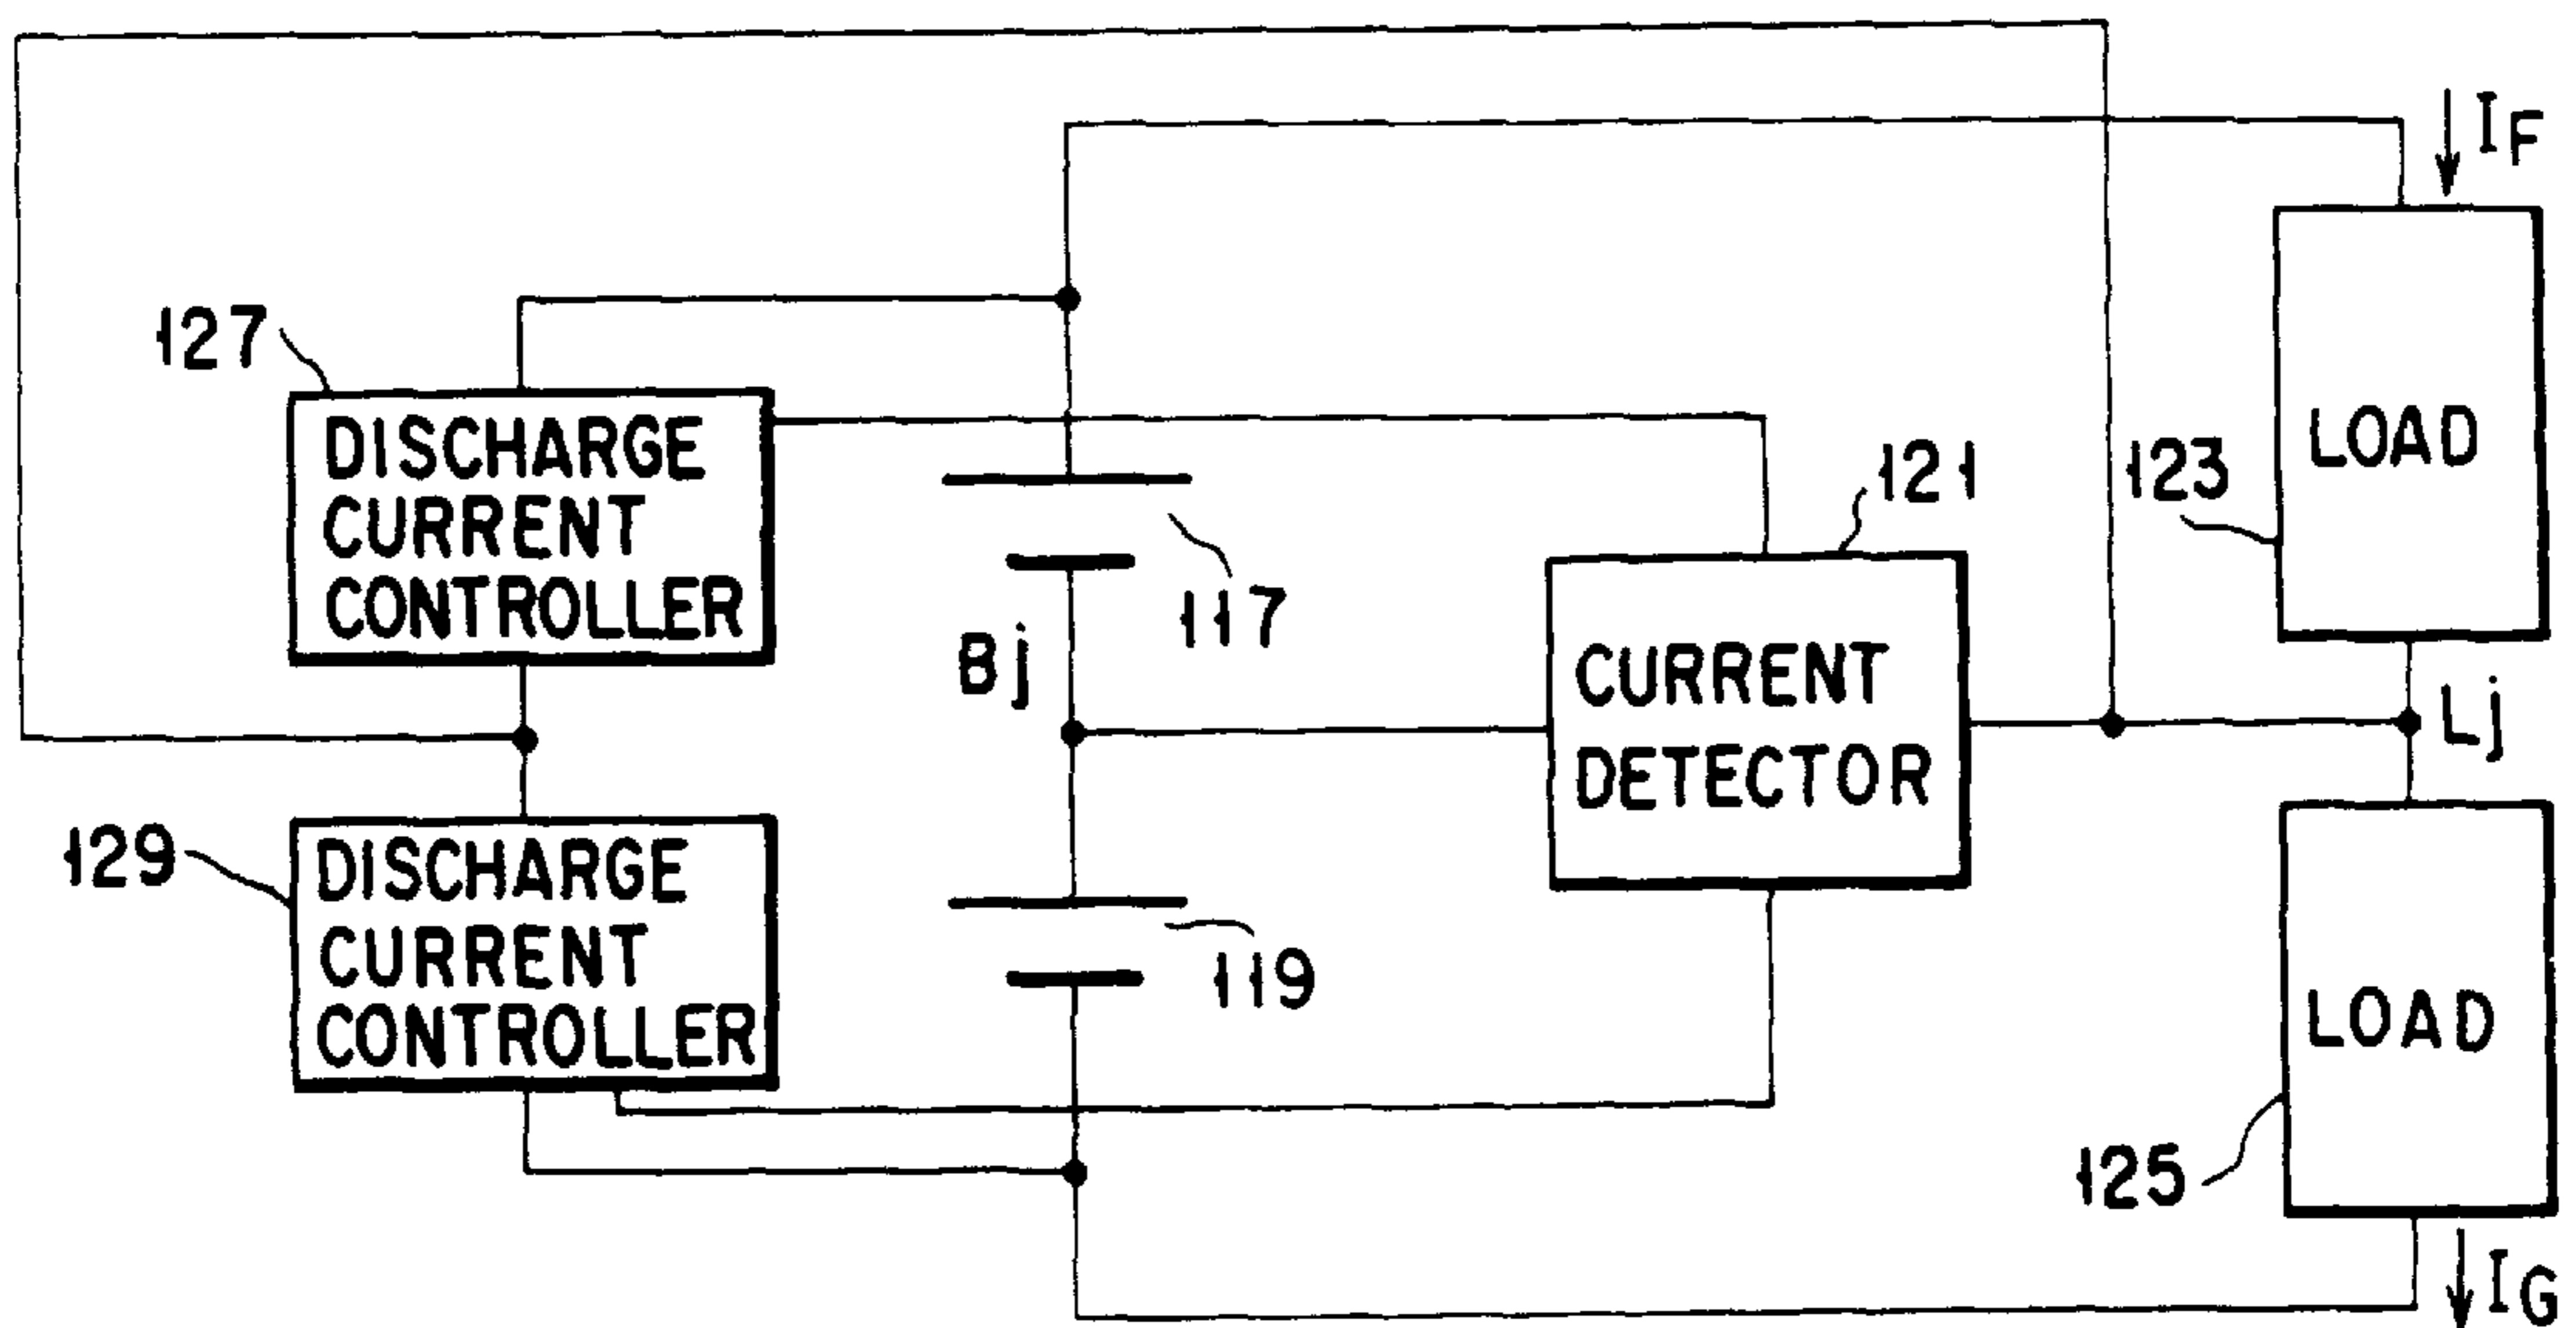 IF
127
DISCHARGE
CURRENT
CONTROLLER
117
Bj
121
CURRENT
DETECTOR
123
LOAD
Lj
129
DISCHARGE
CURRENT
CONTROLLER
119
LOAD
125
IG